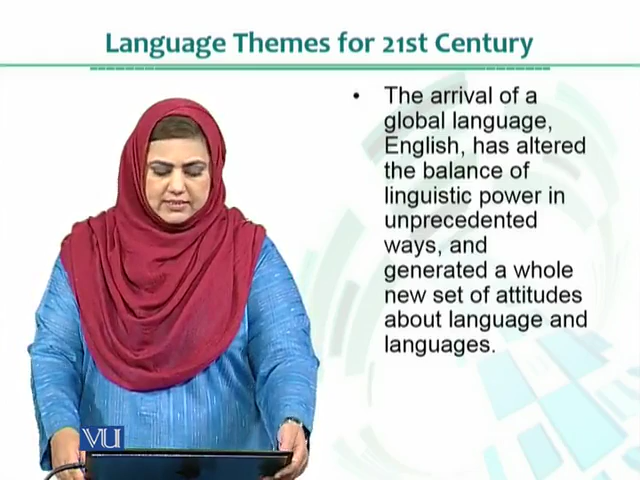 Language Themes for 21st Century
• The arrival of a
global language,
English, has altered
the balance of
linguistic power in
unprecedented
ways, and
generated a whole
new set of attitudes
about language and
languages.
VU